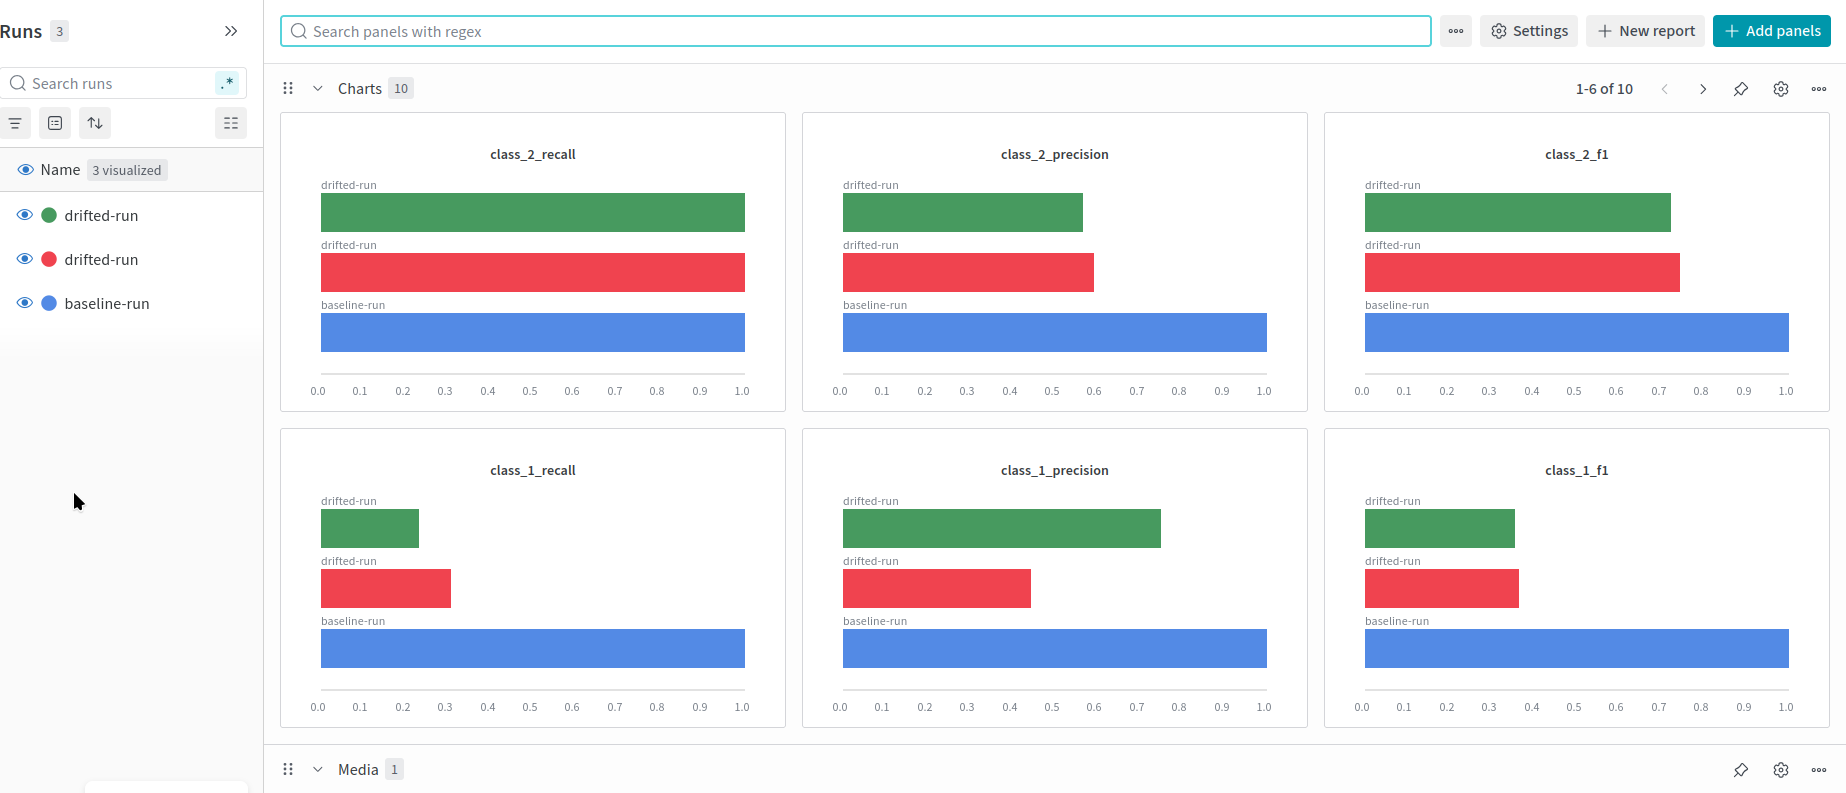 Runs 3
Search runs
.*
Name 3 visualized
drifted-run
drifted-run
baseline-run
Search panels with regex
Settings
New report
Add panels
Charts 10
1-6 of 10
class_2_recall
drifted-run
drifted-run
baseline-run
0.0 0.1 0.2 0.3 0.4 0.5 0.6 0.7 0.8 0.9 1.0
class_2_precision
drifted-run
drifted-run
baseline-run
0.0 0.1 0.2 0.3 0.4 0.5 0.6 0.7 0.8 0.9 1.0
class_2_f1
drifted-run
drifted-run
baseline-run
0.0 0.1 0.2 0.3 0.4 0.5 0.6 0.7 0.8 0.9 1.0
class_1_recall
drifted-run
drifted-run
baseline-run
0.0 0.1 0.2 0.3 0.4 0.5 0.6 0.7 0.8 0.9 1.0
class_1_precision
drifted-run
drifted-run
baseline-run
0.0 0.1 0.2 0.3 0.4 0.5 0.6 0.7 0.8 0.9 1.0
class_1_f1
drifted-run
drifted-run
baseline-run
0.0 0.1 0.2 0.3 0.4 0.5 0.6 0.7 0.8 0.9 1.0
Media 1